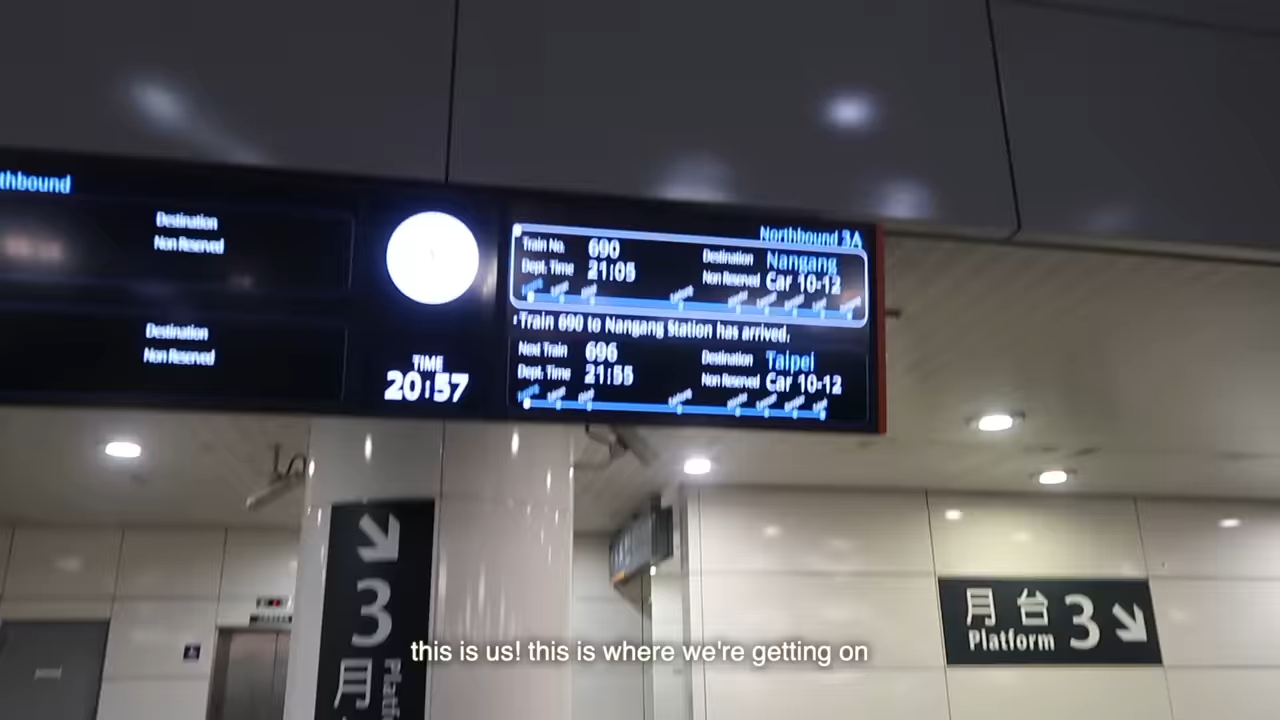 thbound
Destination
Non Reserved
Destination
Non Reserved
TIME
20:57
Northbound 3A
Train No. 690 Destination Nangang
Dept. Time 21:05 Non Reserved Car 10-12
Train 690 to Nangang Station has arrived.
Next Train 696 Destination Taipei
Dept. Time 21:55 Non Reserved Car 10-12
3
月
Platf
月台 3
Platform
this is us! this is where we're getting on